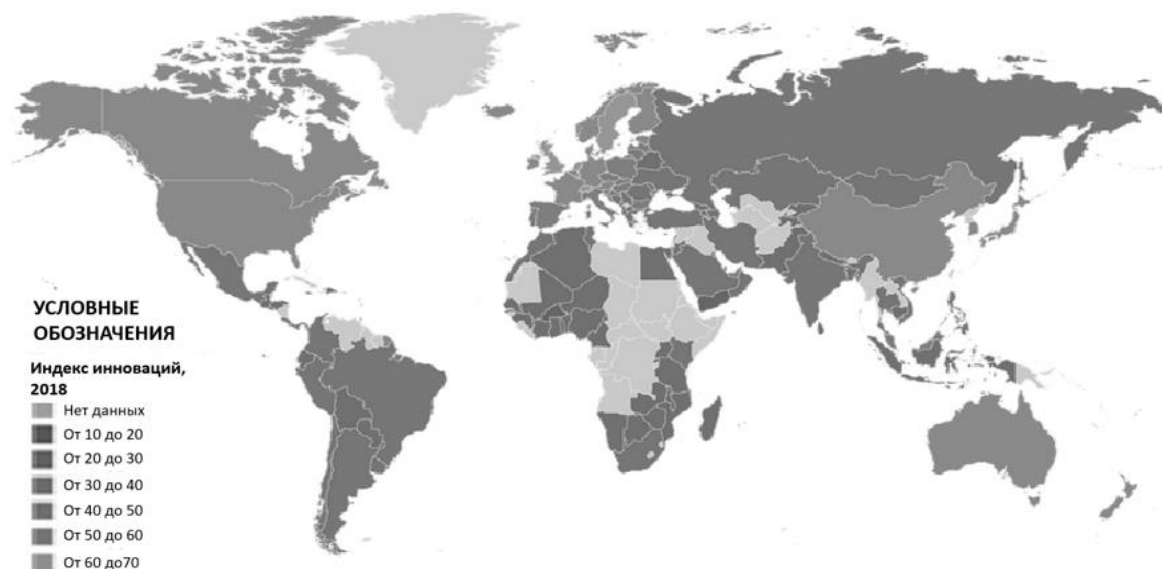 УСЛОВНЫЕ
ОБОЗНАЧЕНИЯ
Индекс инноваций,
2018
Нет данных
От 10 до 20
От 20 до 30
От 30 до 40
От 40 до 50
От 50 до 60
От 60 до70